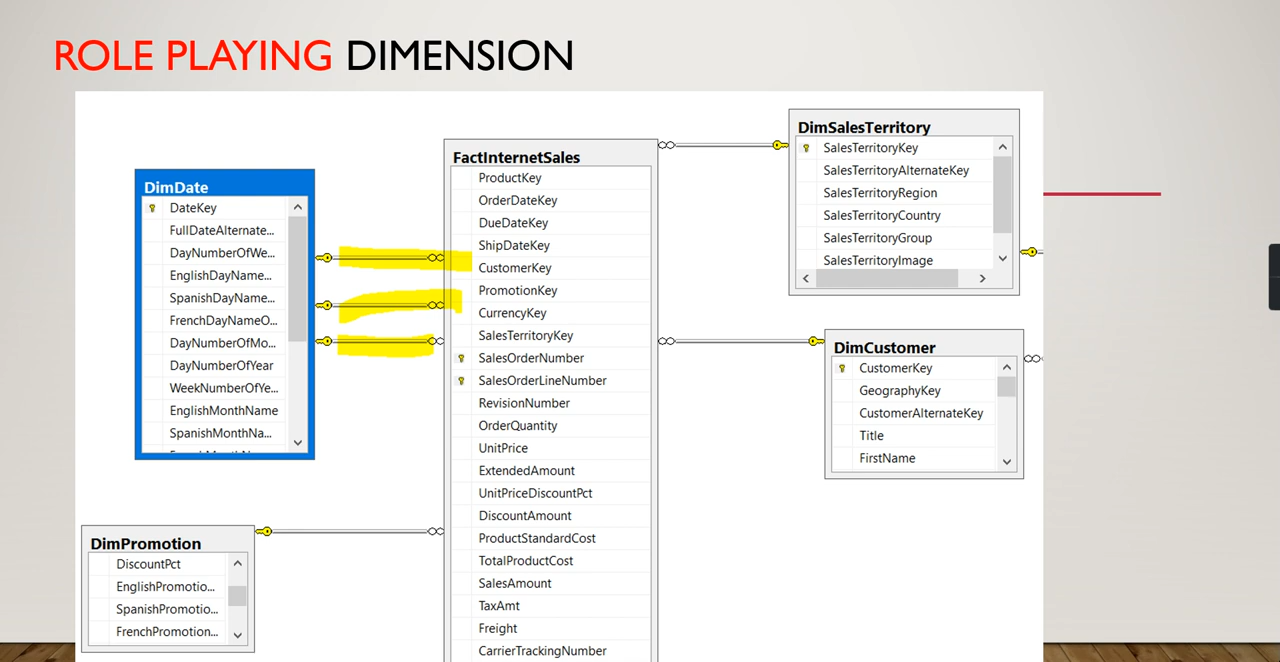 ROLE PLAYING DIMENSION
DimDate
DateKey
FullDateAlternate...
DayNumberOfWe...
EnglishDayName...
SpanishDayName...
FrenchDayNameO...
DayNumberOfMo...
DayNumberOfYear
WeekNumberOfYe...
EnglishMonthName
SpanishMonthNa...
DimPromotion
DiscountPct
EnglishPromotio...
SpanishPromotio...
FrenchPromotion...
FactInternetSales
ProductKey
OrderDateKey
DueDateKey
ShipDateKey
CustomerKey
PromotionKey
CurrencyKey
SalesTerritoryKey
SalesOrderNumber
SalesOrderLineNumber
RevisionNumber
OrderQuantity
UnitPrice
ExtendedAmount
UnitPriceDiscountPct
DiscountAmount
ProductStandardCost
TotalProductCost
SalesAmount
TaxAmt
Freight
CarrierTrackingNumber
DimSalesTerritory
SalesTerritoryKey
SalesTerritoryAlternateKey
SalesTerritoryRegion
SalesTerritoryCountry
SalesTerritoryGroup
SalesTerritoryImage
DimCustomer
CustomerKey
GeographyKey
CustomerAlternateKey
Title
FirstName